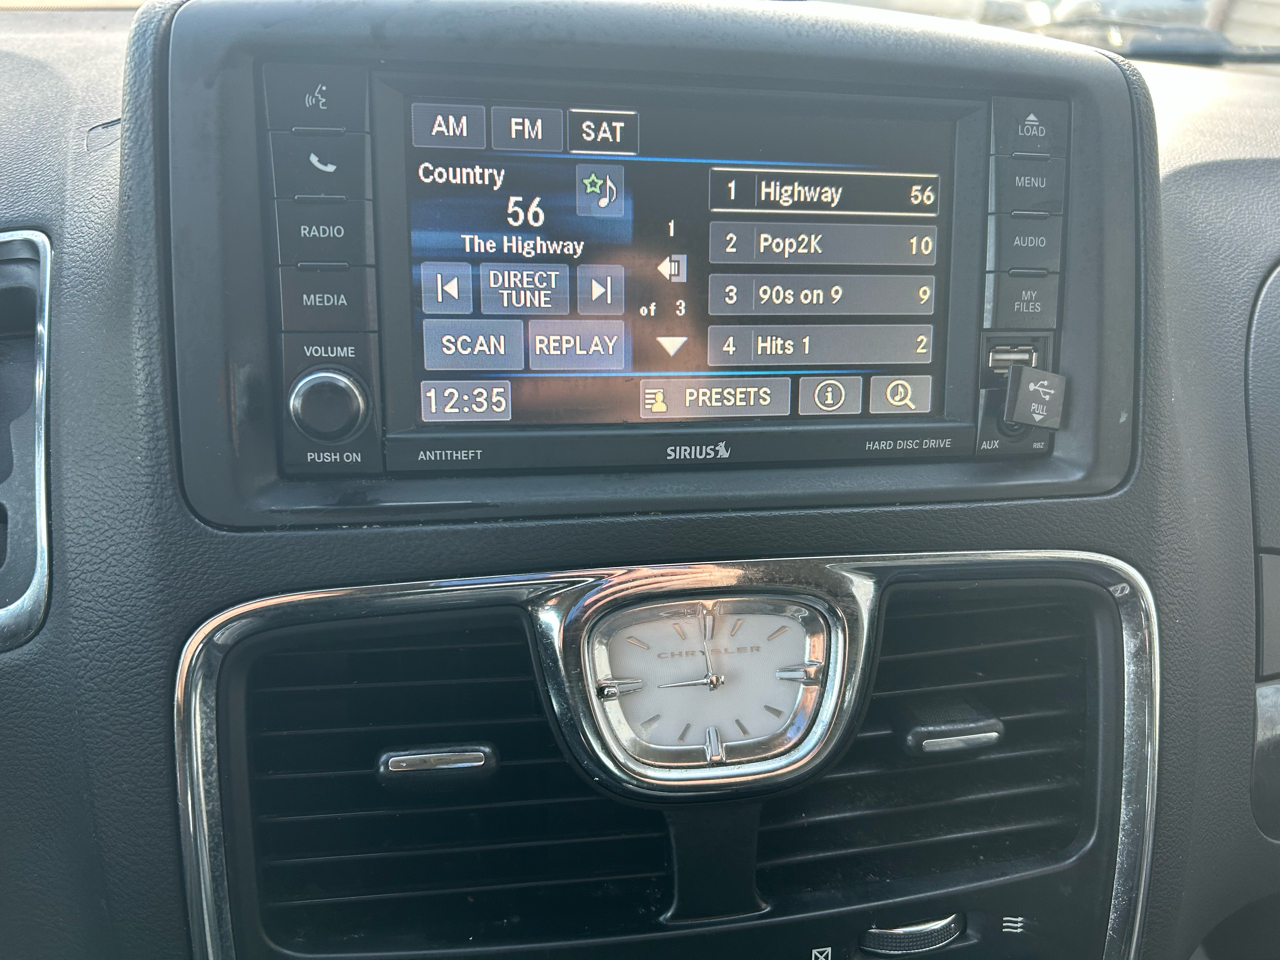 AM FM SAT
Country
56
The Highway
DIRECT
TUNE
SCAN REPLAY
12:35
1
of 3
1 Highway 56
2 Pop2K 10
3 90s on 9 9
4 Hits 1 2
PRESETS
i
RADIO
MEDIA
VOLUME
PUSH ON
ANTITHEFT
SIRIUS
HARD DISC DRIVE
LOAD
MENU
AUDIO
MY
FILES
PULL
AUX
RBZ
CHRYSLER